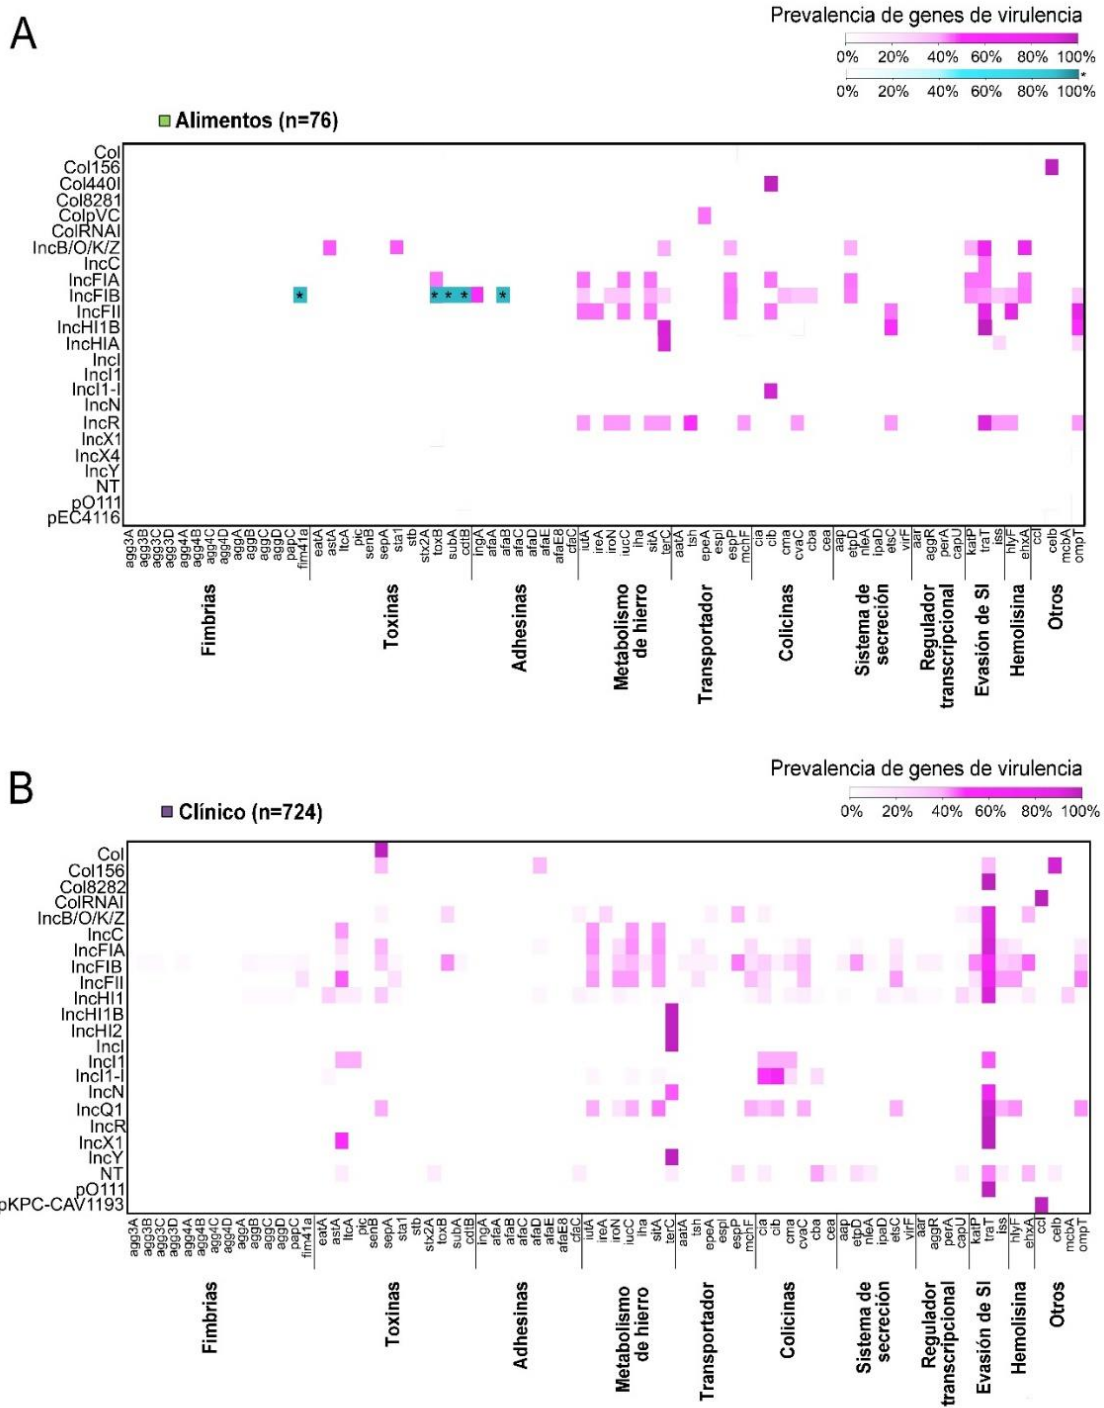 A
Prevalencia de genes de virulencia
0% 20% 40% 60% 80% 100%
*
0% 20% 40% 60% 80% 100%
Alimentos (n=76)
Col
Col156
Col440I
Col8281
ColpVC
ColRNAI
IncB/O/K/Z
IncC
IncFIA
IncFIB
* * * * *
IncFII
IncHI1B
IncHIA
IncI
IncI1
IncI1-I
IncN
IncR
IncX1
IncX4
IncY
NT
pO111
pEC4116
agg3A agg3B agg3C agg3D agg4A agg4B agg4C agg4D aggA aggB aggC aggD papC fim41a eatA astA ltcA pic senB sepA sta1 stb stx2A toxB subA cdtB ingA afaA afaB afaC afaD afaE afaE8 cfaC iutA ireA iroN iucC iha sitA terC aatA tsh epeA espI espP mchF cia cib cma cvaC cba cea aap etpD nleA ipaD etsC virF aar aggR perA capU katP traT iss hlyF ehxA ccl celb mcbA ompT
Fimbrias
Toxinas
Adhesinas
Metabolismo
de hierro
Transportador
Colicinas
Sistema de
secreción
Regulador
transcripcional
Evasión de SI
Hemolisina
Otros
B
Prevalencia de genes de virulencia
0% 20% 40% 60% 80% 100%
Clínico (n=724)
Col
Col156
Col8282
ColRNAI
IncB/O/K/Z
IncC
IncFIA
IncFIB
IncFII
IncHI1
IncHI1B
IncHI2
IncI
IncI1
IncI1-I
IncN
IncQ1
IncR
IncX1
IncY
NT
pO111
pKPC-CAV1193
agg3A agg3B agg3C agg3D agg4A agg4B agg4C agg4D aggA aggB aggC aggD papC fim41a eatA astA ltcA pic senB sepA sta1 stb stx2A toxB subA cdtB ingA afaA afaB afaC afaD afaE afaE8 cfaC iutA ireA iroN iucC iha sitA terC aatA tsh epeA espI espP mchF cia cib cma cvaC cba cea aap etpD nleA ipaD etsC virF aar aggR perA capU katP traT iss hlyF ehxA ccl celb mcbA ompT
Fimbrias
Toxinas
Adhesinas
Metabolismo
de hierro
Transportador
Colicinas
Sistema de
secreción
Regulador
transcripcional
Evasión de SI
Hemolisina
Otros